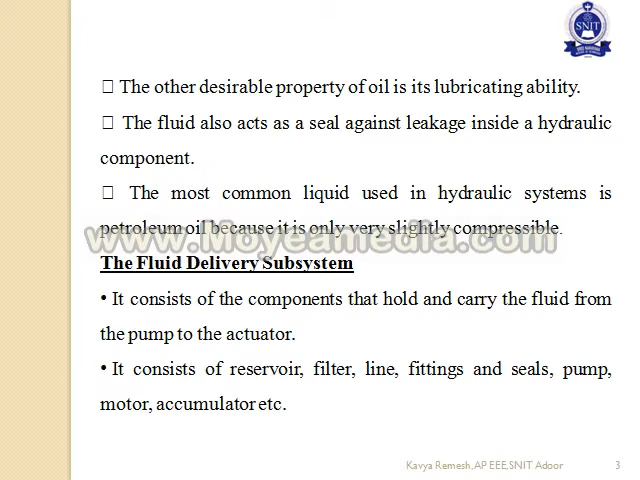 SNIT
□ The other desirable property of oil is its lubricating ability.
□ The fluid also acts as a seal against leakage inside a hydraulic
component.
□ The most common liquid used in hydraulic systems is
petroleum oil because it is only very slightly compressible.
www.Moyeamedia.com
The Fluid Delivery Subsystem
• It consists of the components that hold and carry the fluid from
the pump to the actuator.
• It consists of reservoir, filter, line, fittings and seals, pump,
motor, accumulator etc.
Kavya Remesh,AP EEE,SNIT Adoor 3